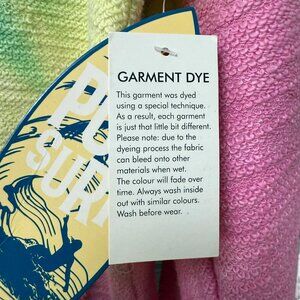 GARMENT DYE
This garment was dyed
using a special technique.
As a result, each garment
is just that little bit different.
Please note: due to the
dyeing process the fabric
can bleed onto other
materials when wet.
The colour will fade over
time. Always wash inside
out with similar colours.
Wash before wear.
SURF